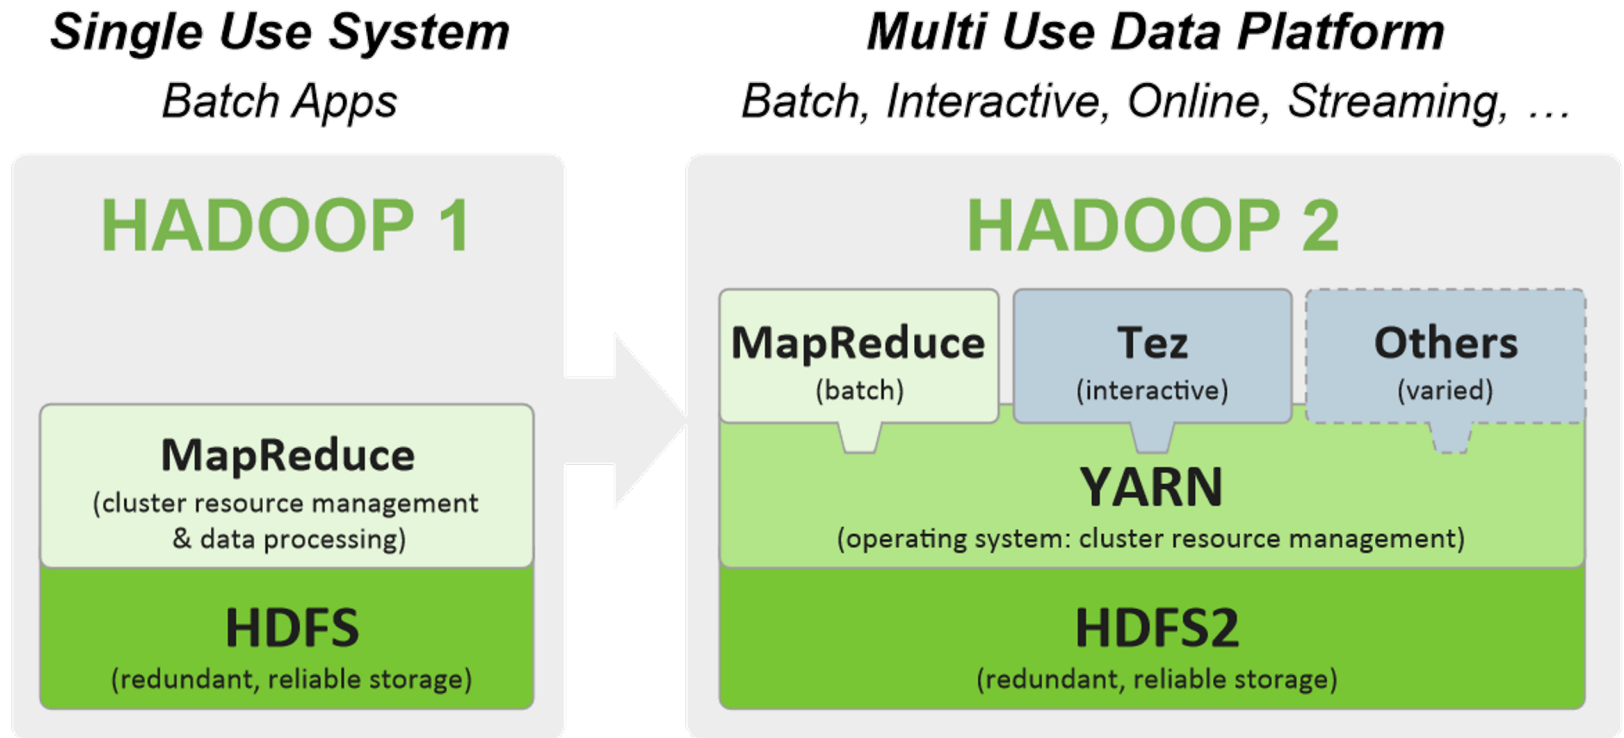 Single Use System
Batch Apps
HADOOP 1
MapReduce
(cluster resource management
& data processing)
HDFS
(redundant, reliable storage)
Multi Use Data Platform
Batch, Interactive, Online, Streaming, …
HADOOP 2
MapReduce
(batch)
Tez
(interactive)
Others
(varied)
YARN
(operating system: cluster resource management)
HDFS2
(redundant, reliable storage)